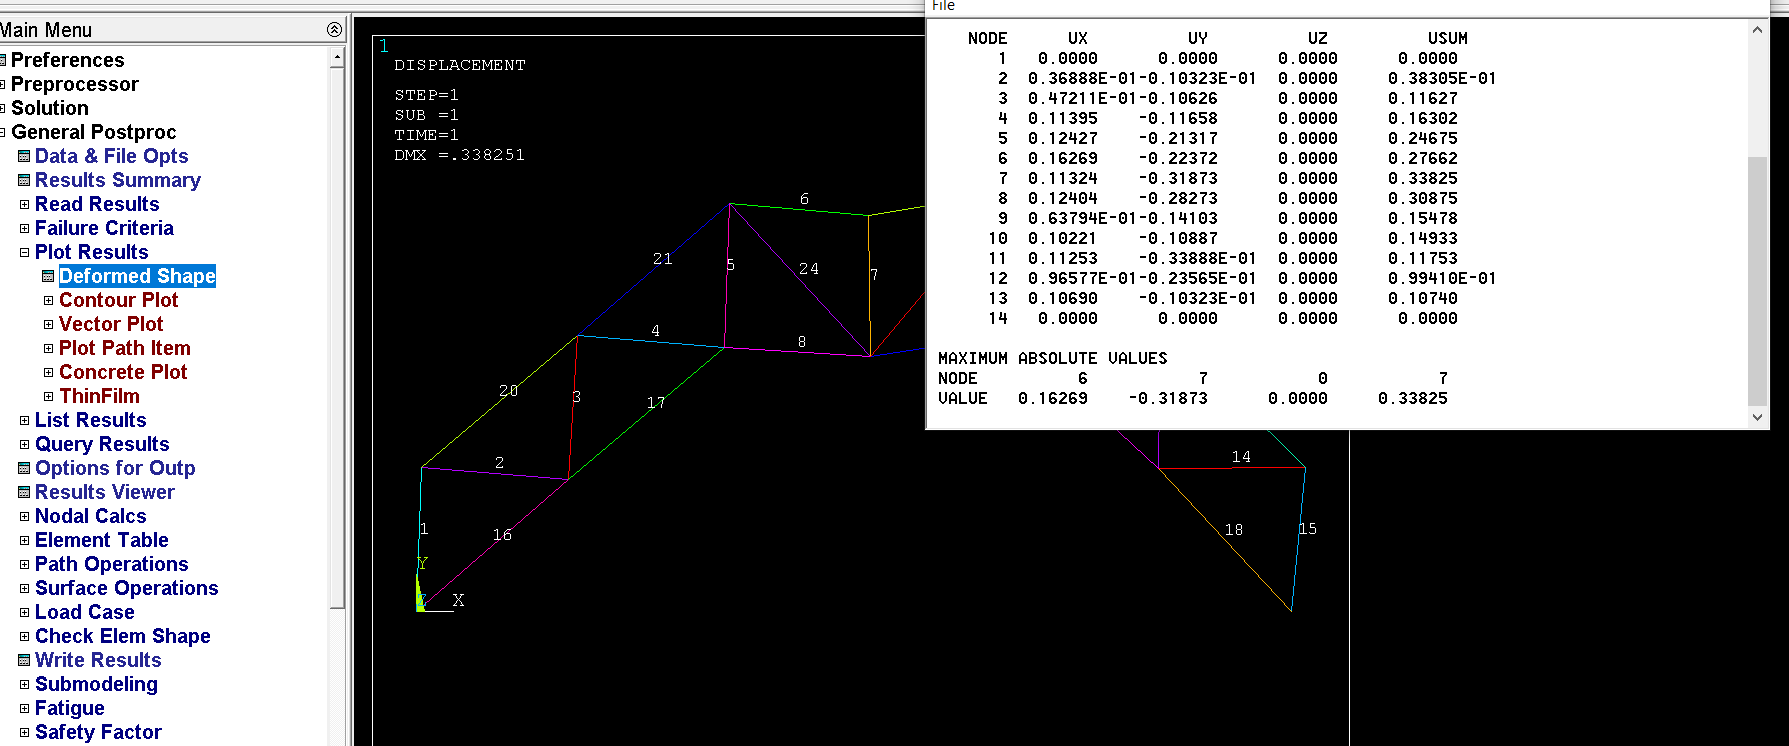 Main Menu
Preferences
Preprocessor
Solution
General Postproc
Data & File Opts
Results Summary
Read Results
Failure Criteria
Plot Results
Deformed Shape
Contour Plot
Vector Plot
Plot Path Item
Concrete Plot
ThinFilm
List Results
Query Results
Options for Outp
Results Viewer
Nodal Calcs
Element Table
Path Operations
Surface Operations
Load Case
Check Elem Shape
Write Results
Submodeling
Fatigue
Safety Factor
1
DISPLACEMENT
STEP=1
SUB =1
TIME=1
DMX =.338251
6
21
5
24
7
4
8
20
3
17
2
1
16
Y
Z
X
14
18
15
File
NODE UX UY UZ USUM
1 0.0000 0.0000 0.0000 0.0000
2 0.36888E-01-0.10323E-01 0.0000 0.38305E-01
3 0.47211E-01-0.10626 0.0000 0.11627
4 0.11395 -0.11658 0.0000 0.16302
5 0.12427 -0.21317 0.0000 0.24675
6 0.16269 -0.22372 0.0000 0.27662
7 0.11324 -0.31873 0.0000 0.33825
8 0.12404 -0.28273 0.0000 0.30875
9 0.63794E-01-0.14103 0.0000 0.15478
10 0.10221 -0.10887 0.0000 0.14933
11 0.11253 -0.33888E-01 0.0000 0.11753
12 0.96577E-01-0.23565E-01 0.0000 0.99410E-01
13 0.10690 -0.10323E-01 0.0000 0.10740
14 0.0000 0.0000 0.0000 0.0000
MAXIMUM ABSOLUTE VALUES
NODE 6 7 0 7
VALUE 0.16269 -0.31873 0.0000 0.33825